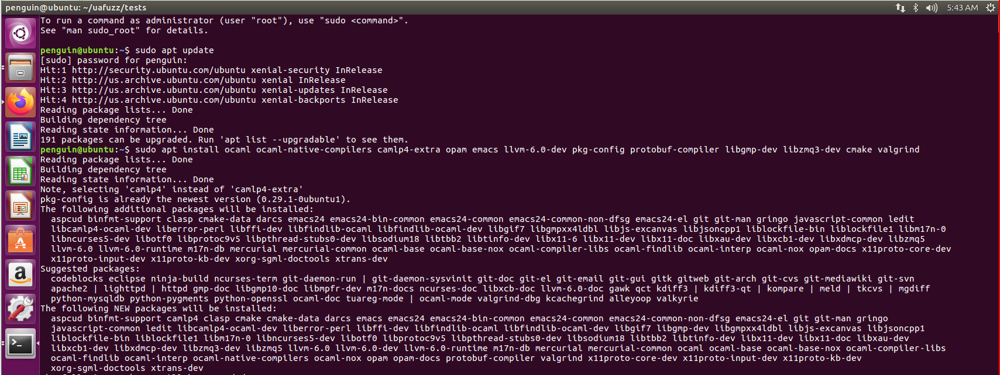 penguin@ubuntu: ~/uafuzz/tests
5:43 AM
To run a command as administrator (user "root"), use "sudo <command>".
See "man sudo_root" for details.
penguin@ubuntu:~$ sudo apt update
[sudo] password for penguin:
Hit:1 http://security.ubuntu.com/ubuntu xenial-security InRelease
Hit:2 http://us.archive.ubuntu.com/ubuntu xenial InRelease
Hit:3 http://us.archive.ubuntu.com/ubuntu xenial-updates InRelease
Hit:4 http://us.archive.ubuntu.com/ubuntu xenial-backports InRelease
Reading package lists... Done
Building dependency tree
Reading state information... Done
191 packages can be upgraded. Run 'apt list --upgradable' to see them.
penguin@ubuntu:~$ sudo apt install ocaml ocaml-native-compilers camlp4-extra opam emacs llvm-6.0-dev pkg-config protobuf-compiler libgmp-dev libzmq3-dev cmake valgrind
Reading package lists... Done
Building dependency tree
Reading state information... Done
Note, selecting 'camlp4' instead of 'camlp4-extra'
pkg-config is already the newest version (0.29.1-0ubuntu1).
The following additional packages will be installed:
aspcud binfmt-support clasp cmake-data darcs emacs24 emacs24-bin-common emacs24-common emacs24-common-non-dfsg emacs24-el git git-man gringo javascript-common ledit
libcamlp4-ocaml-dev liberror-perl libffi-dev libfindlib-ocaml libfindlib-ocaml-dev libgif7 libgmpxx4ldbl libjs-excanvas libjsoncpp1 liblockfile-bin liblockfile1 libm17n-0
libncurses5-dev libotf0 libprotoc9v5 libpthread-stubs0-dev libsodium18 libtbb2 libtinfo-dev libx11-6 libx11-dev libx11-doc libxau-dev libxcb1-dev libxdmcp-dev libzmq5
llvm-6.0 llvm-6.0-runtime m17n-db mercurial mercurial-common ocaml-base ocaml-base-nox ocaml-compiler-libs ocaml-findlib ocaml-interp ocaml-nox opam-docs x11proto-core-dev
x11proto-input-dev x11proto-kb-dev xorg-sgml-doctools xtrans-dev
Suggested packages:
codeblocks eclipse ninja-build ncurses-term git-daemon-run | git-daemon-sysvinit git-doc git-el git-email git-gui gitk gitweb git-arch git-cvs git-mediawiki git-svn
apache2 | lighttpd | httpd gmp-doc libgmp10-doc libmpfr-dev m17n-docs ncurses-doc libxcb-doc llvm-6.0-doc gawk qct kdiff3 | kdiff3-qt | kompare | meld | tkcvs | mgdiff
python-mysqldb python-pygments python-openssl ocaml-doc tuareg-mode | ocaml-mode valgrind-dbg kcachegrind alleyoop valkyrie
The following NEW packages will be installed:
aspcud binfmt-support camlp4 clasp cmake cmake-data darcs emacs emacs24 emacs24-bin-common emacs24-common emacs24-common-non-dfsg emacs24-el git git-man gringo
javascript-common ledit libcamlp4-ocaml-dev liberror-perl libffi-dev libfindlib-ocaml libfindlib-ocaml-dev libgif7 libgmp-dev libgmpxx4ldbl libjs-excanvas libjsoncpp1
liblockfile-bin liblockfile1 libm17n-0 libncurses5-dev libotf0 libprotoc9v5 libpthread-stubs0-dev libsodium18 libtbb2 libtinfo-dev libx11-dev libx11-doc libxau-dev
libxcb1-dev libxdmcp-dev libzmq3-dev libzmq5 llvm-6.0 llvm-6.0-dev llvm-6.0-runtime m17n-db mercurial mercurial-common ocaml ocaml-base ocaml-base-nox ocaml-compiler-libs
ocaml-findlib ocaml-interp ocaml-native-compilers ocaml-nox opam opam-docs protobuf-compiler valgrind x11proto-core-dev x11proto-input-dev x11proto-kb-dev
xorg-sgml-doctools xtrans-dev